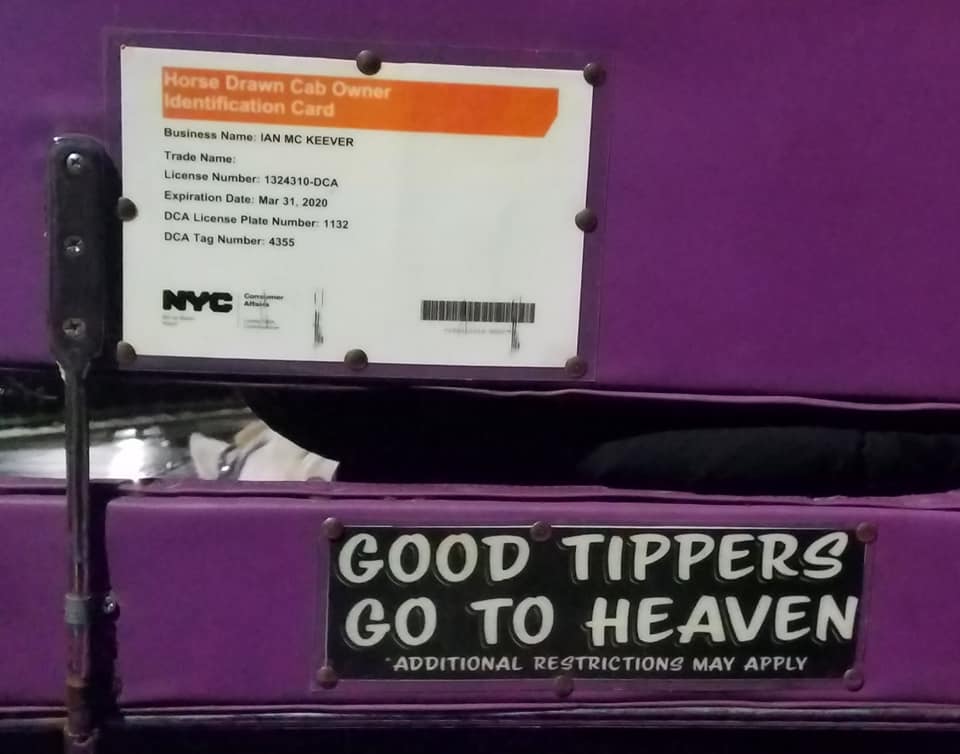 Horse Drawn Cab Owner
Identification Card
Business Name: IAN MC KEEVER
Trade Name:
License Number: 1324310-DCA
Expiration Date: Mar 31, 2020
DCA License Plate Number: 1132
DCA Tag Number: 4355
NYC
Consumer
Affairs
GOOD TIPPERS
GO TO HEAVEN
*ADDITIONAL RESTRICTIONS MAY APPLY